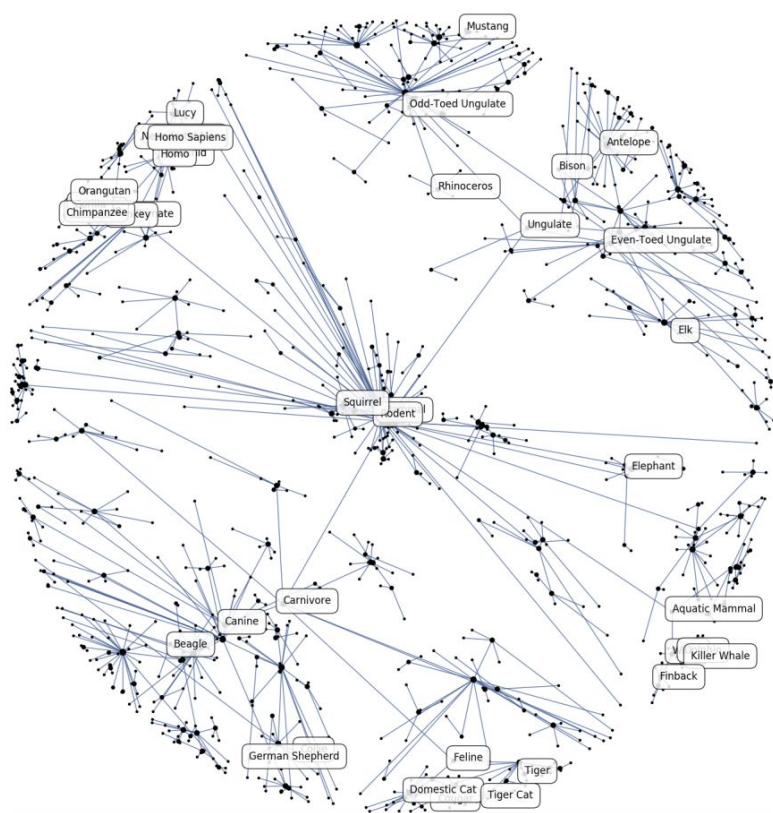 Mustang
Odd-Toed Ungulate
Lucy
Homo Sapiens
Homo
Antelope
Bison
Rhinoceros
Orangutan
Chimpanzee
Ungulate
Even-Toed Ungulate
Elk
Squirrel
Rodent
Elephant
Carnivore
Aquatic Mammal
Canine
Beagle
Killer Whale
Finback
German Shepherd
Feline
Tiger
Domestic Cat
Tiger Cat